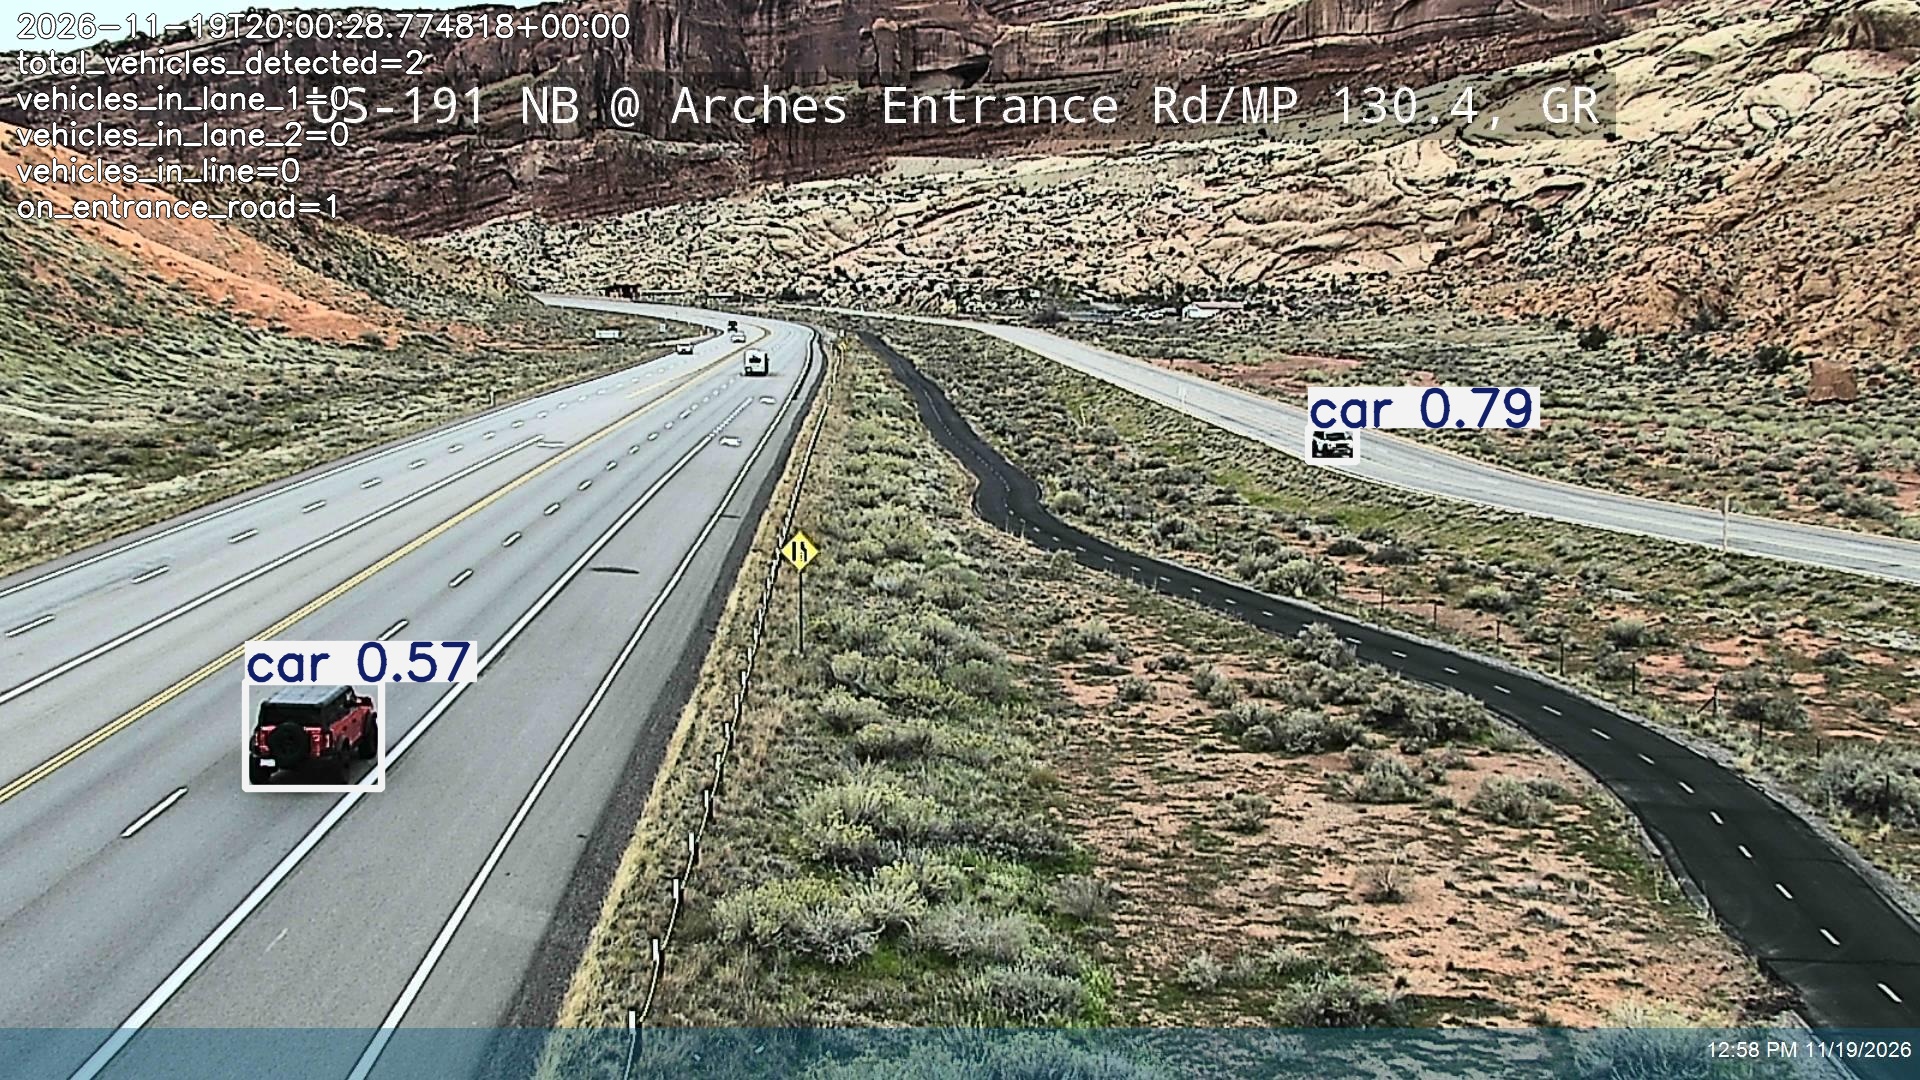 2026-11-19T20:00:28.774818+00:00
total_vehicles_detected=2
vehicles_in_lane_1=0
US-191 NB @ Arches Entrance Rd/MP 130.4, GR
vehicles_in_lane_2=0
vehicles_in_line=0
on_entrance_road=1
car 0.79
car 0.57
12:58 PM 11/19/2026